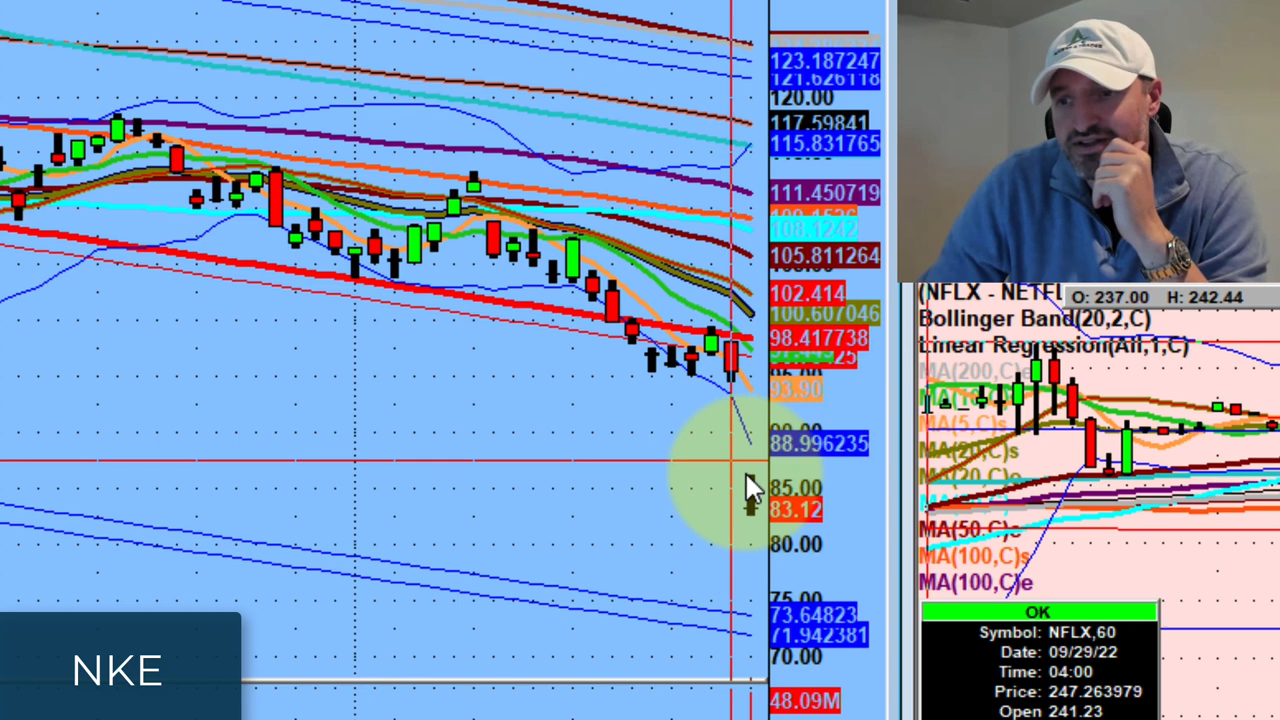 123.187247
121.626118
120.00
117.59841
115.831765
111.450719
108.1242
105.811264
102.414
100.607046
98.417738
93.90
88.996235
85.00
83.12
80.00
75.00
73.64823
71.942381
70.00
48.09M
NKE
(NFLX - NETFL
O: 237.00 H: 242.44
Bollinger Band(20,2,C)
Linear Regression(All,1,C)
MA(200,C)e
MA(5,C)s
MA(20,C)s
MA(20,C)e
MA(50,C)e
MA(100,C)s
MA(100,C)e
OK
Symbol: NFLX,60
Date: 09/29/22
Time: 04:00
Price: 247.263979
Open 241.23